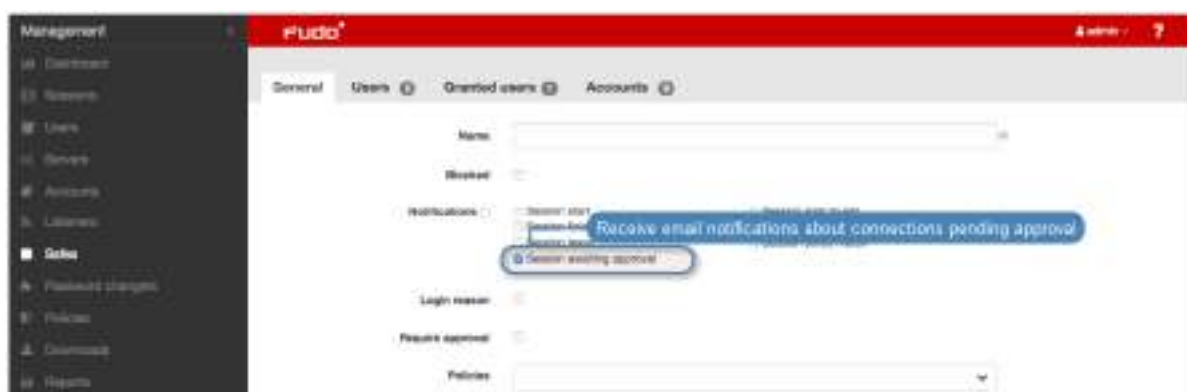 Management
FUDO
admin
?
Dashboard
Sessions
Users
Servers
Accounts
Listeners
Safes
Password changers
Policies
Downloads
Reports
General
Users
Granted users
Accounts
Name
Blocked
Notifications
Session start
Receive email notifications about connections pending approval
Session awaiting approval
Login reason
Require approval
Policies